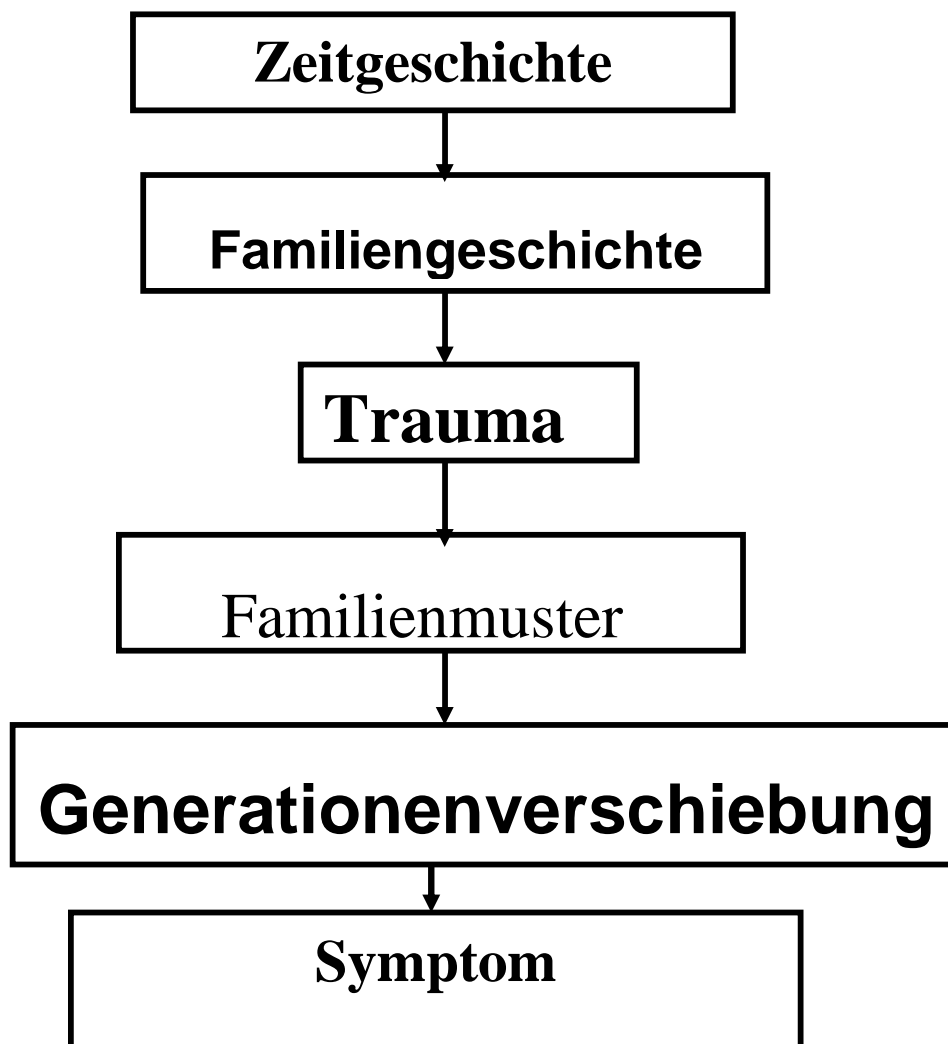 Zeitgeschichte
Familiengeschichte
Trauma
Familienmuster
Generationenverschiebung
Symptom